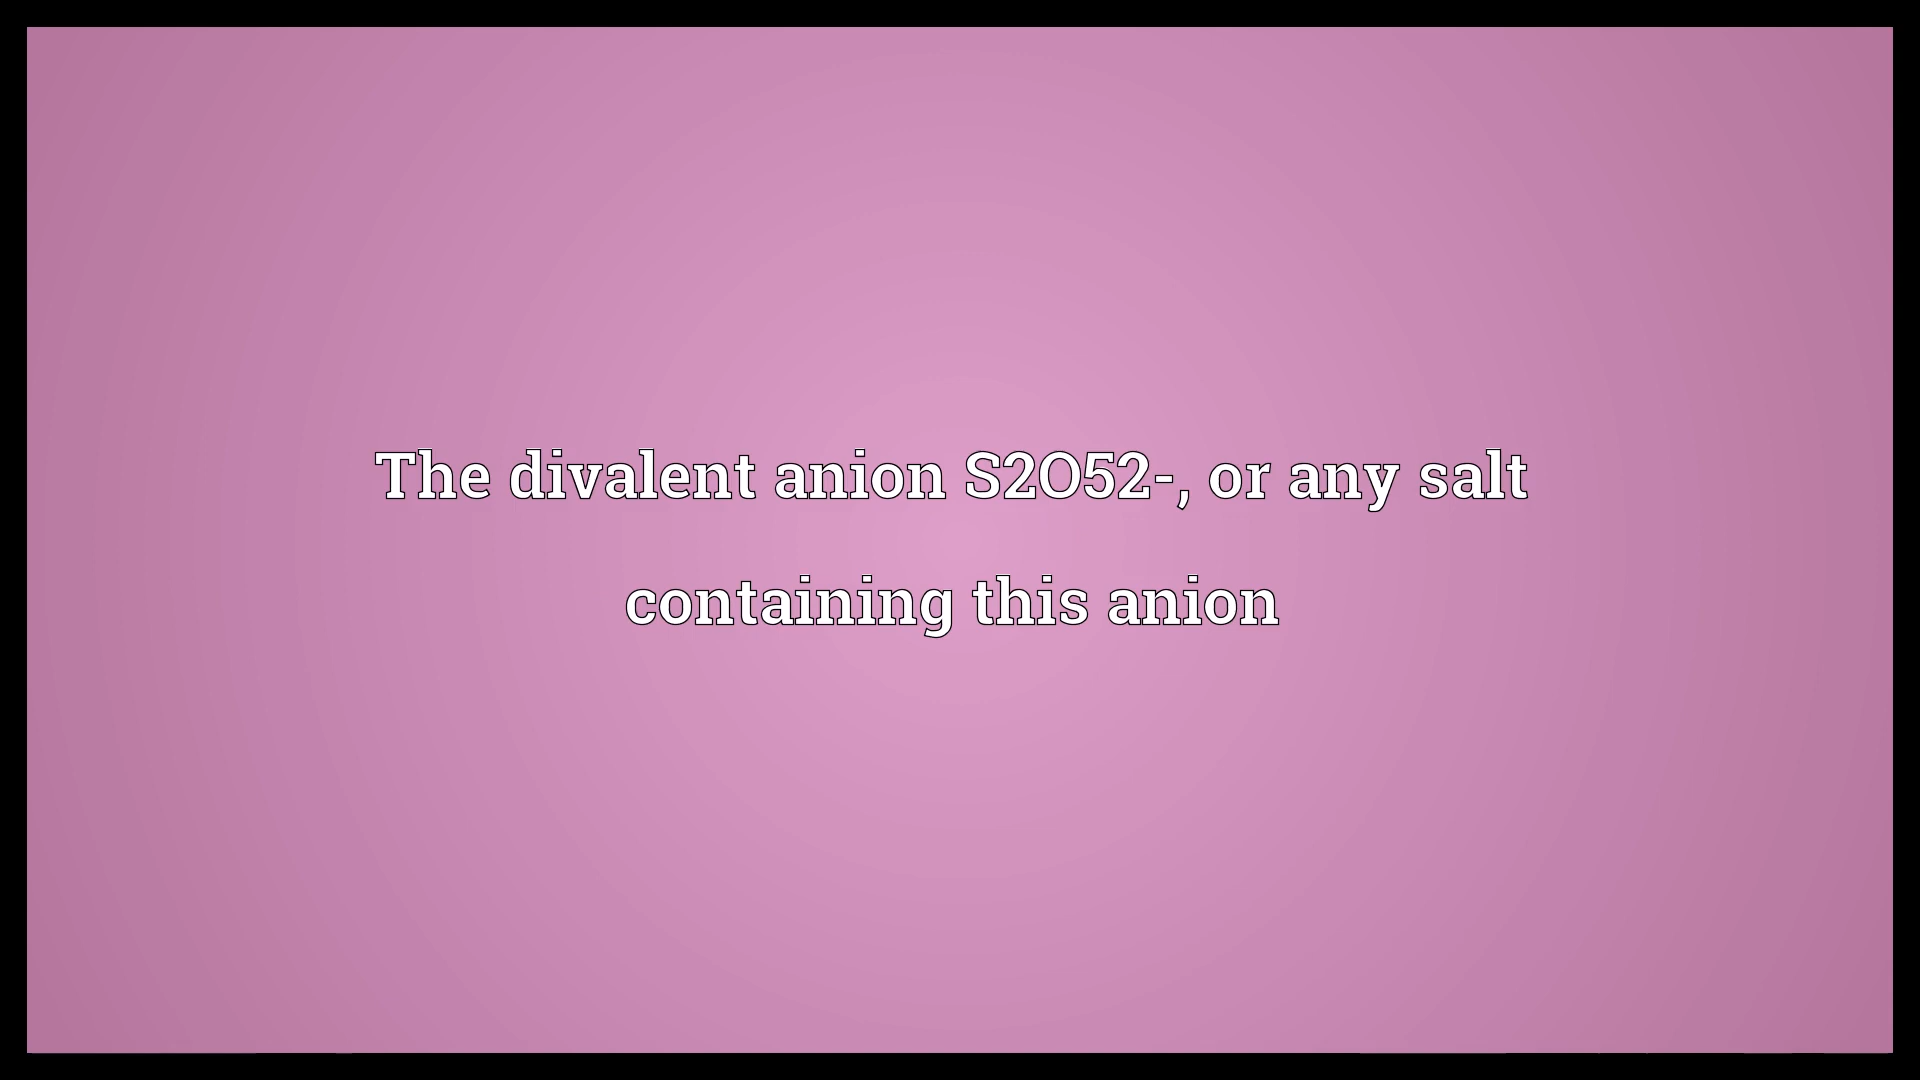 The divalent anion S2O52-, or any salt
containing this anion